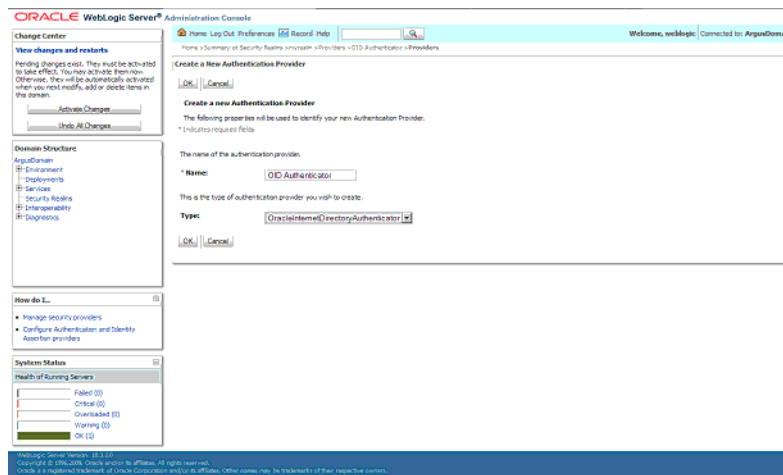 ORACLE WebLogic Server® Administration Console
Change Center
View changes and restarts
Pending changes exist. They must be activated
to take effect. You may activate them now.
Otherwise, they will be automatically activated
when you next modify, add or delete items in
this domain.
Activate Changes
Undo All Changes
Domain Structure
ArgusDomain
Environment
Deployments
Services
Security Realms
Interoperability
Diagnostics
How do I...
Manage security providers
Configure Authentication and Identity
Assertion providers
System Status
Health of Running Servers
Failed (0)
Critical (0)
Overloaded (0)
Warning (0)
OK (1)
Home Log Out Preferences Record Help
Welcome, weblogic Connected to: ArgusDoma
Home >Summary of Security Realms >myrealm >Providers >OID Authenticator >Providers
Create a New Authentication Provider
OK Cancel
Create a new Authentication Provider
The following properties will be used to identify your new Authentication Provider.
* Indicates required fields
The name of the authentication provider.
* Name: OID Authenticator
This is the type of authentication provider you wish to create.
Type: OracleInternetDirectoryAuthenticator
OK Cancel
WebLogic Server Version: 10.3.2.0
Copyright © 1996,2009, Oracle and/or its affiliates. All rights reserved.
Oracle is a registered trademark of Oracle Corporation and/or its affiliates. Other names may be trademarks of their respective owners.